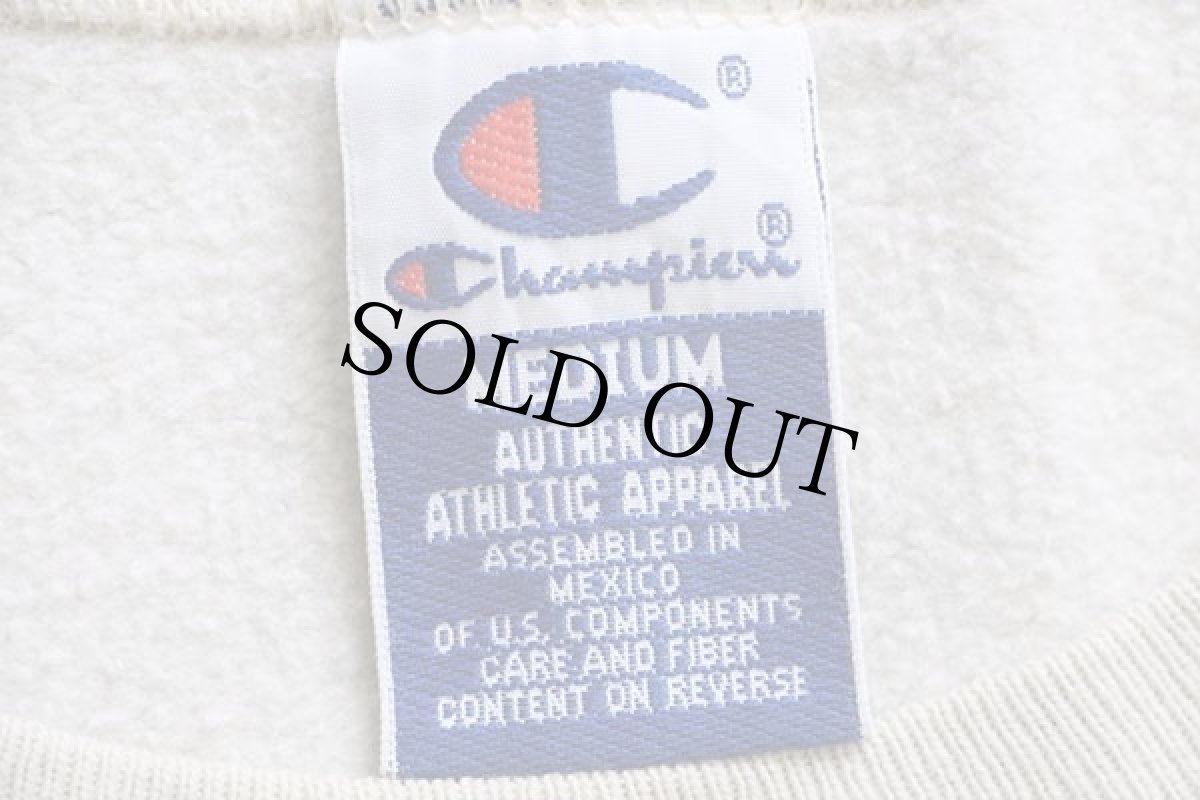 ®
Champion ®
MEDIUM
AUTHENTIC
ATHLETIC APPAREL
ASSEMBLED IN
MEXICO
OF U.S. COMPONENTS
CARE AND FIBER
CONTENT ON REVERSE
SOLD OUT